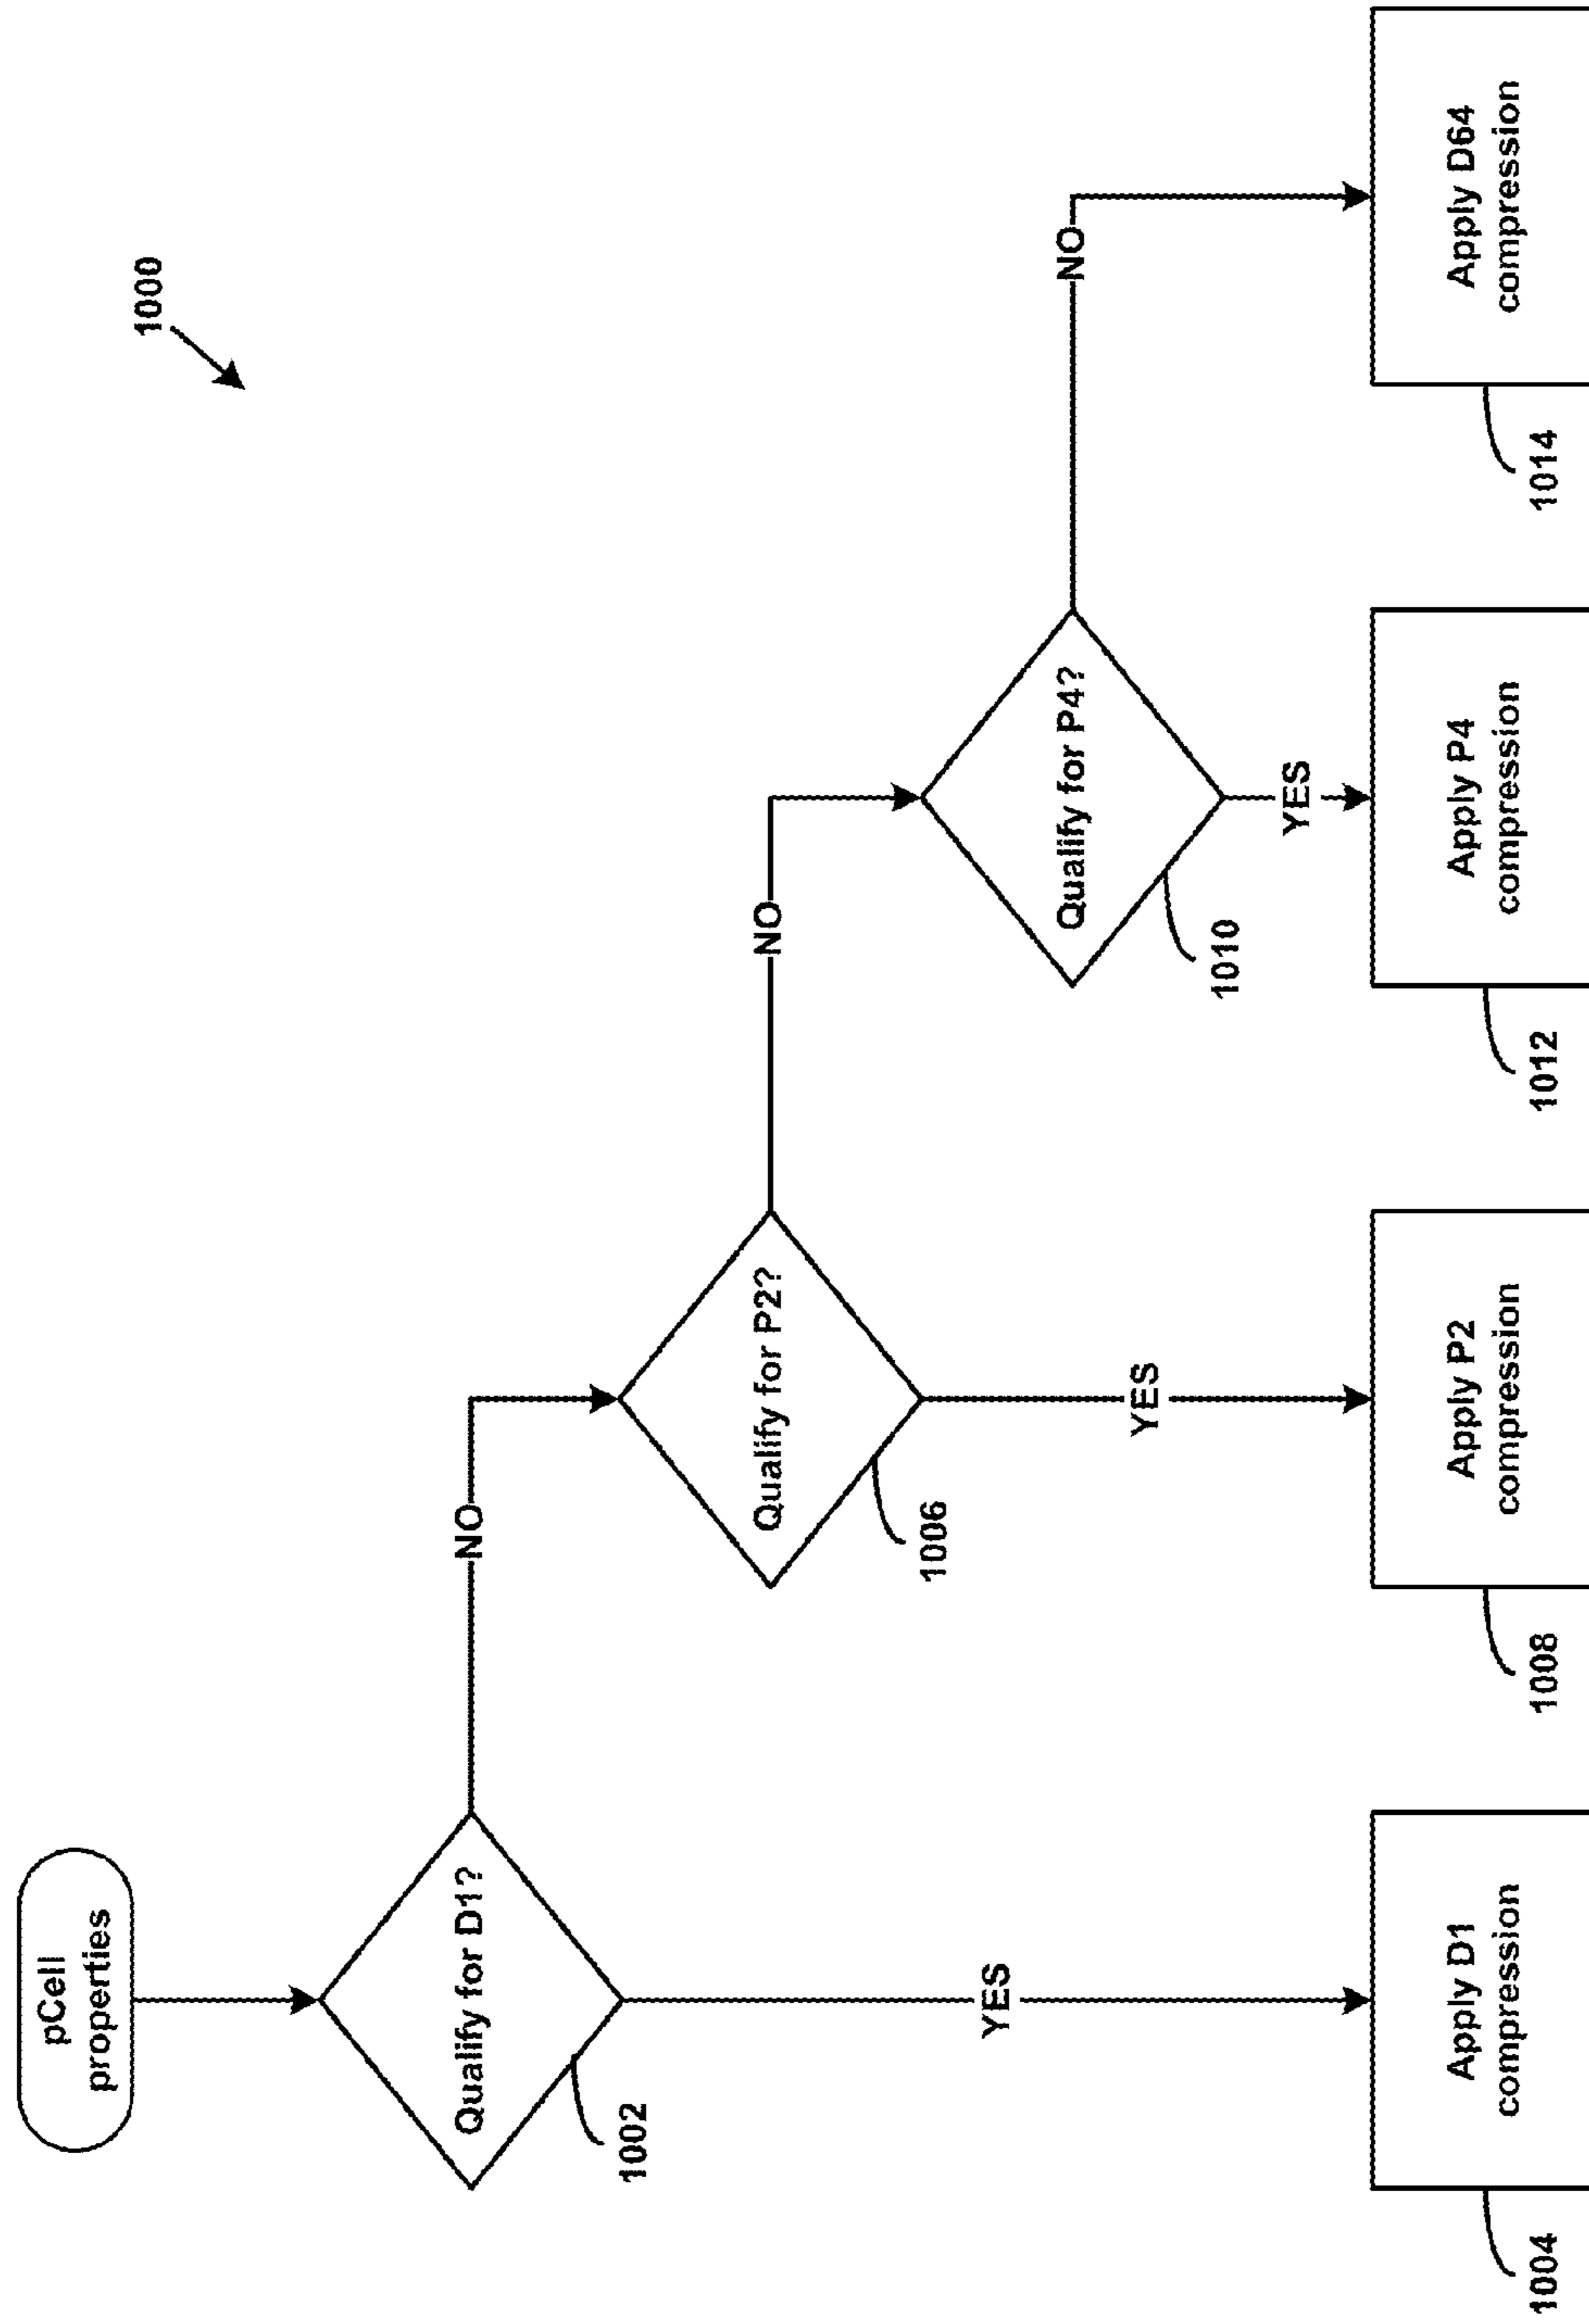 1000
pCell
properties
Qualify for D1?
1002
NO
YES
Qualify for P2?
1006
NO
YES
Qualify for P4?
1010
NO
YES
Apply D1
compression
1004
Apply P2
compression
1008
Apply P4
compression
1012
Apply D64
compression
1014